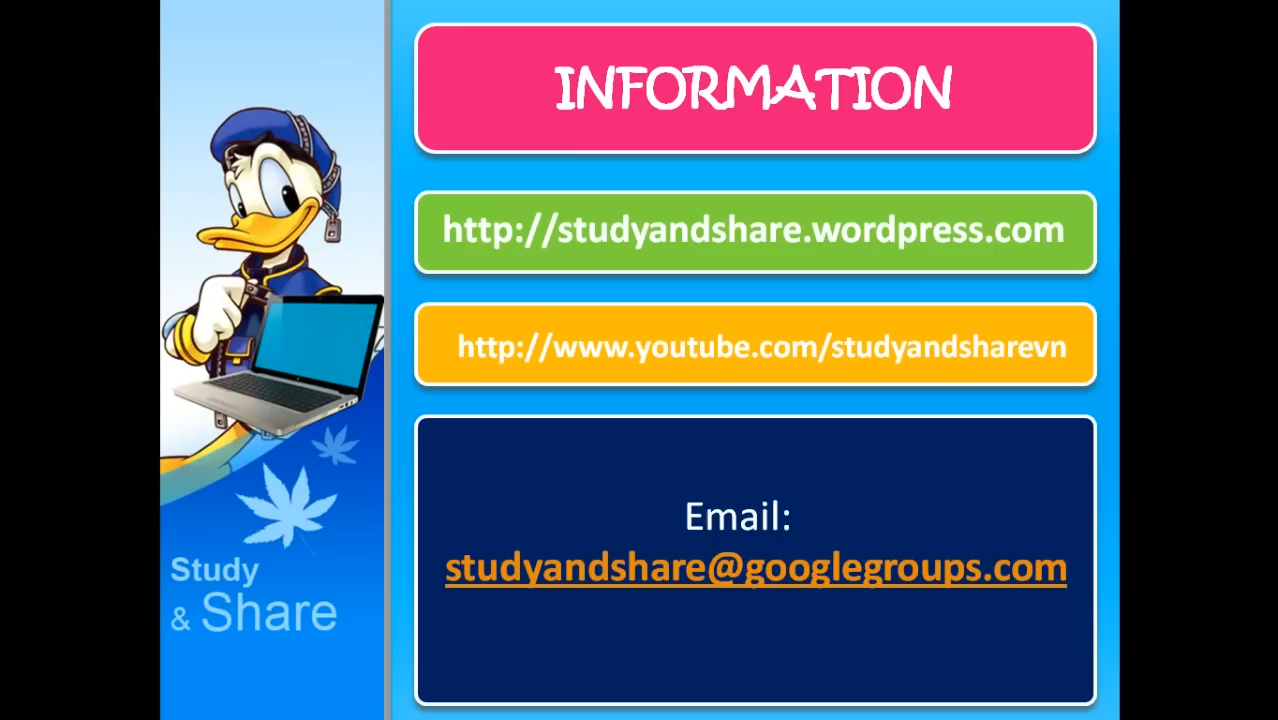 INFORMATION
http://studyandshare.wordpress.com
http://www.youtube.com/studyandsharevn
Email:
studyandshare@googlegroups.com
Study
& Share